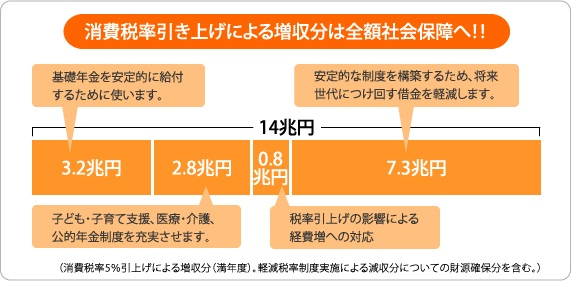 消費税率引き上げによる増収分は全額社会保障へ!!
基礎年金を安定的に給付
するために使います。
安定的な制度を構築するため、将来
世代につけ回す借金を軽減します。
14兆円
3.2兆円
2.8兆円
0.8
兆円
7.3兆円
子ども・子育て支援、医療・介護、
公的年金制度を充実させます。
税率引上げの影響による
経費増への対応
（消費税率5%引上げによる増収分（満年度）。軽減税率制度実施による減収分についての財源確保分を含む。）